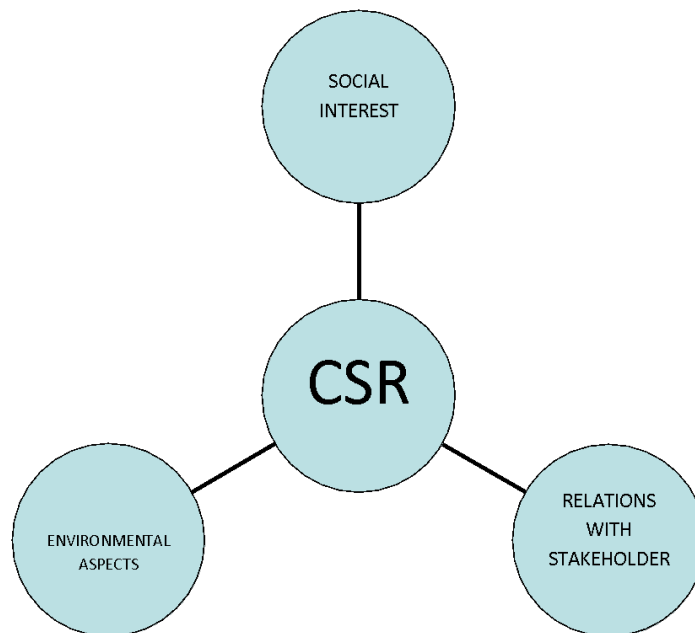 SOCIAL
INTEREST
CSR
ENVIRONMENTAL
ASPECTS
RELATIONS
WITH
STAKEHOLDER